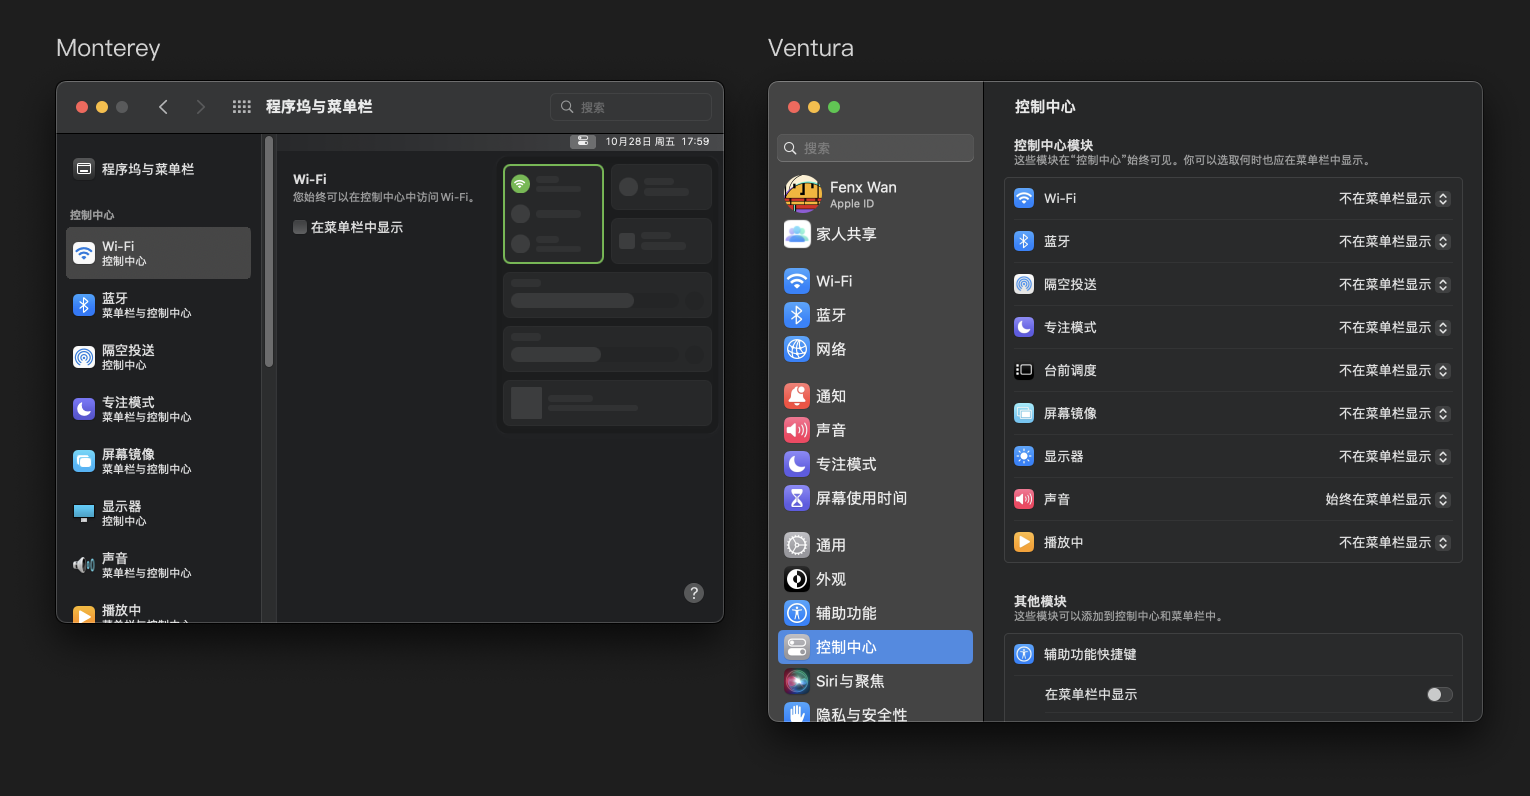 Monterey
程序坞与菜单栏
搜索
10月28日 周五 17:59
程序坞与菜单栏
控制中心
Wi-Fi
控制中心
蓝牙
菜单栏与控制中心
隔空投送
控制中心
专注模式
菜单栏与控制中心
屏幕镜像
菜单栏与控制中心
显示器
控制中心
声音
菜单栏与控制中心
播放中
菜单栏与控制中心
Wi-Fi
您始终可以在控制中心中访问 Wi-Fi。
在菜单栏中显示
?
Ventura
搜索
Fenx Wan
Apple ID
家人共享
Wi-Fi
蓝牙
网络
通知
声音
专注模式
屏幕使用时间
通用
外观
辅助功能
控制中心
Siri与聚焦
隐私与安全性
控制中心
控制中心模块
这些模块在“控制中心”始终可见。你可以选取何时也应在菜单栏中显示。
Wi-Fi 不在菜单栏显示
蓝牙 不在菜单栏显示
隔空投送 不在菜单栏显示
专注模式 不在菜单栏显示
台前调度 不在菜单栏显示
屏幕镜像 不在菜单栏显示
显示器 不在菜单栏显示
声音 始终在菜单栏显示
播放中 不在菜单栏显示
其他模块
这些模块可以添加到控制中心和菜单栏中。
辅助功能快捷键
在菜单栏中显示